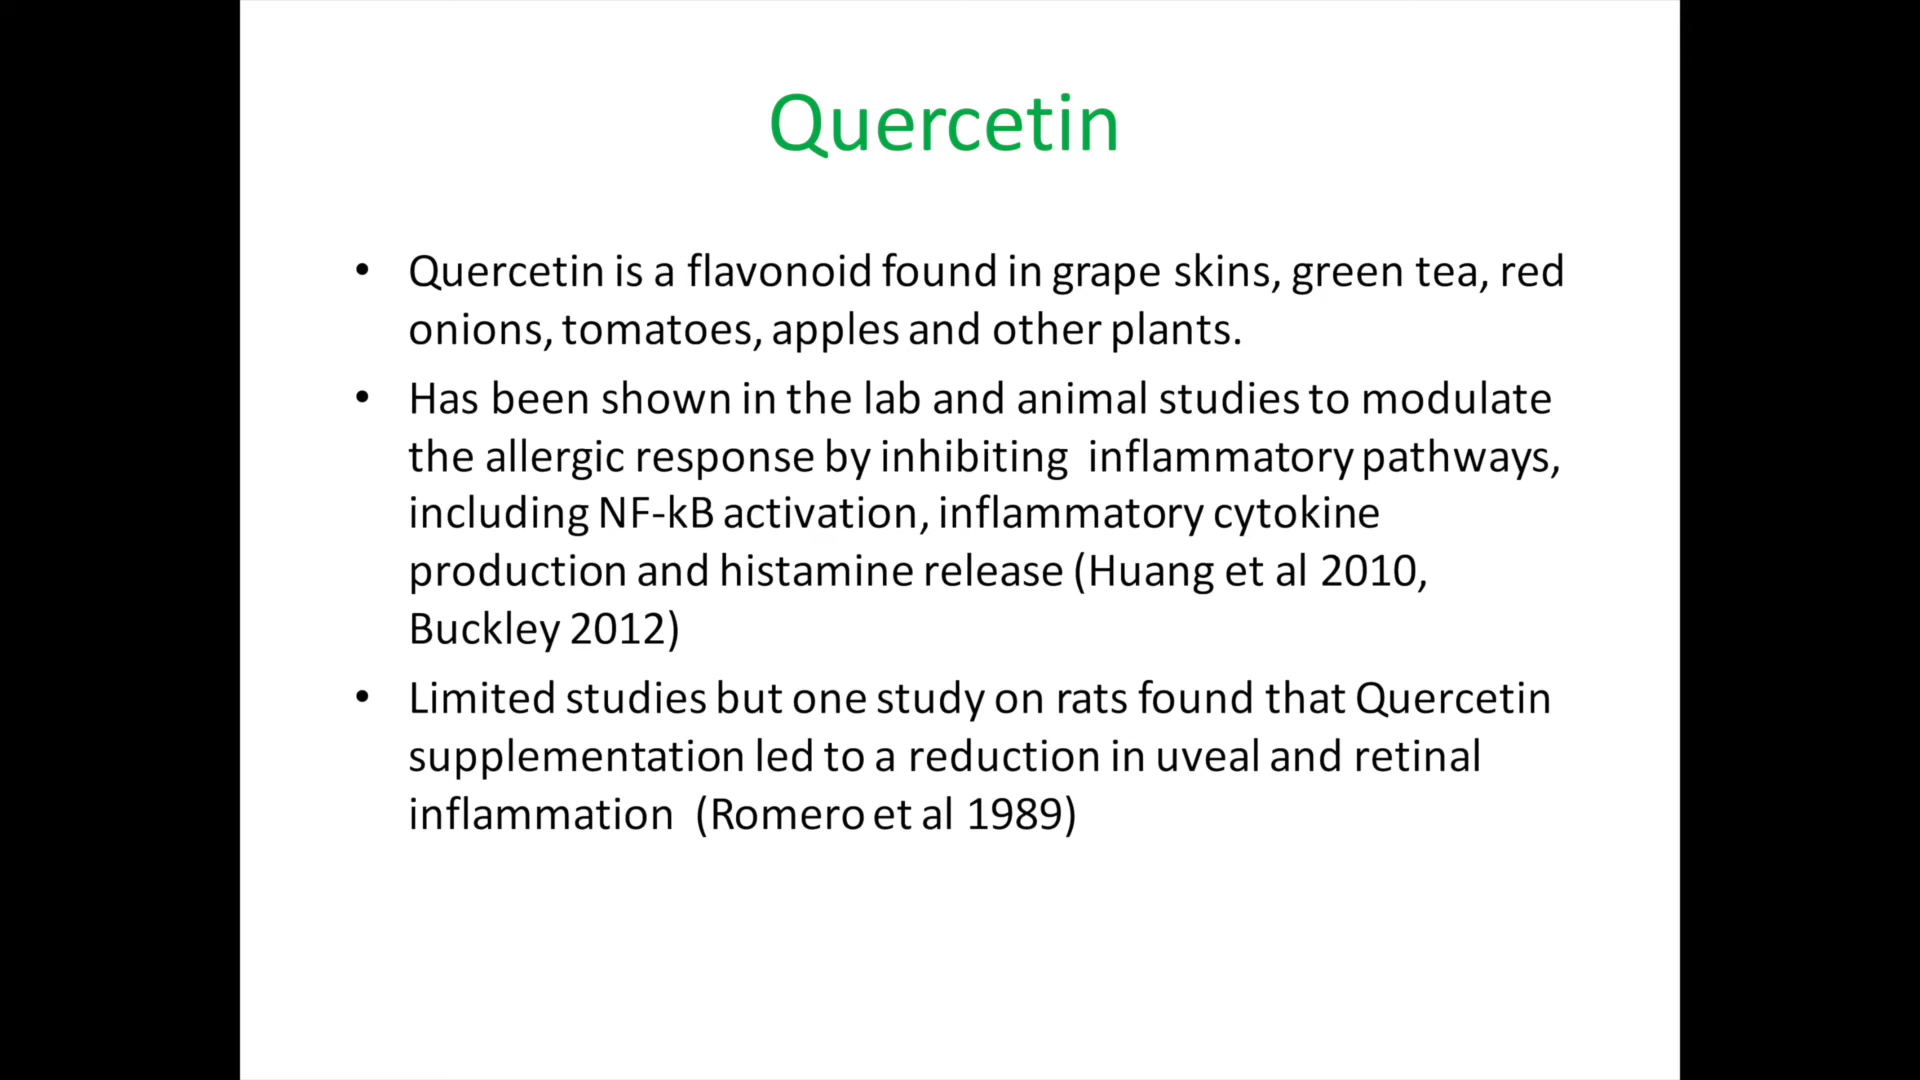 Quercetin
• Quercetin is a flavonoid found in grape skins, green tea, red
onions, tomatoes, apples and other plants.
• Has been shown in the lab and animal studies to modulate
the allergic response by inhibiting  inflammatory pathways,
including NF-kB activation, inflammatory cytokine
production and histamine release (Huang et al 2010,
Buckley 2012)
• Limited studies but one study on rats found that Quercetin
supplementation led to a reduction in uveal and retinal
inflammation  (Romero et al 1989)